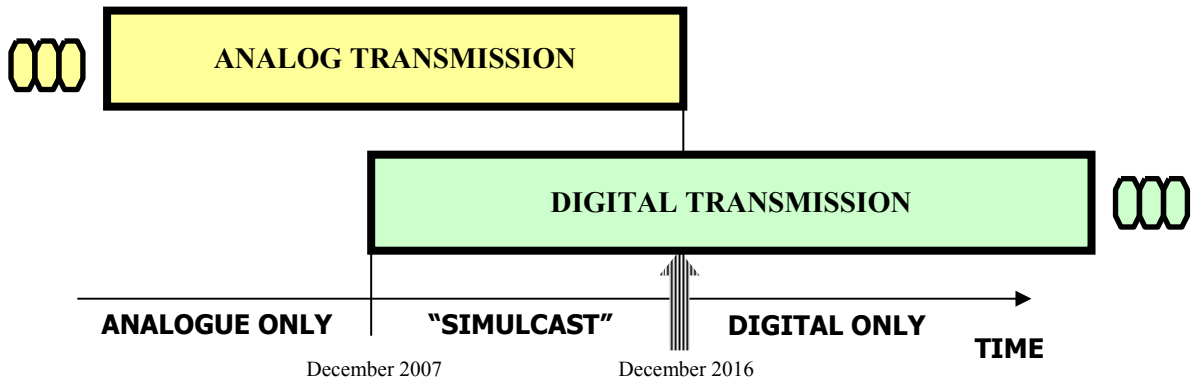 ANALOG TRANSMISSION
DIGITAL TRANSMISSION
ANALOGUE ONLY
“SIMULCAST”
DIGITAL ONLY
TIME
December 2007
December 2016